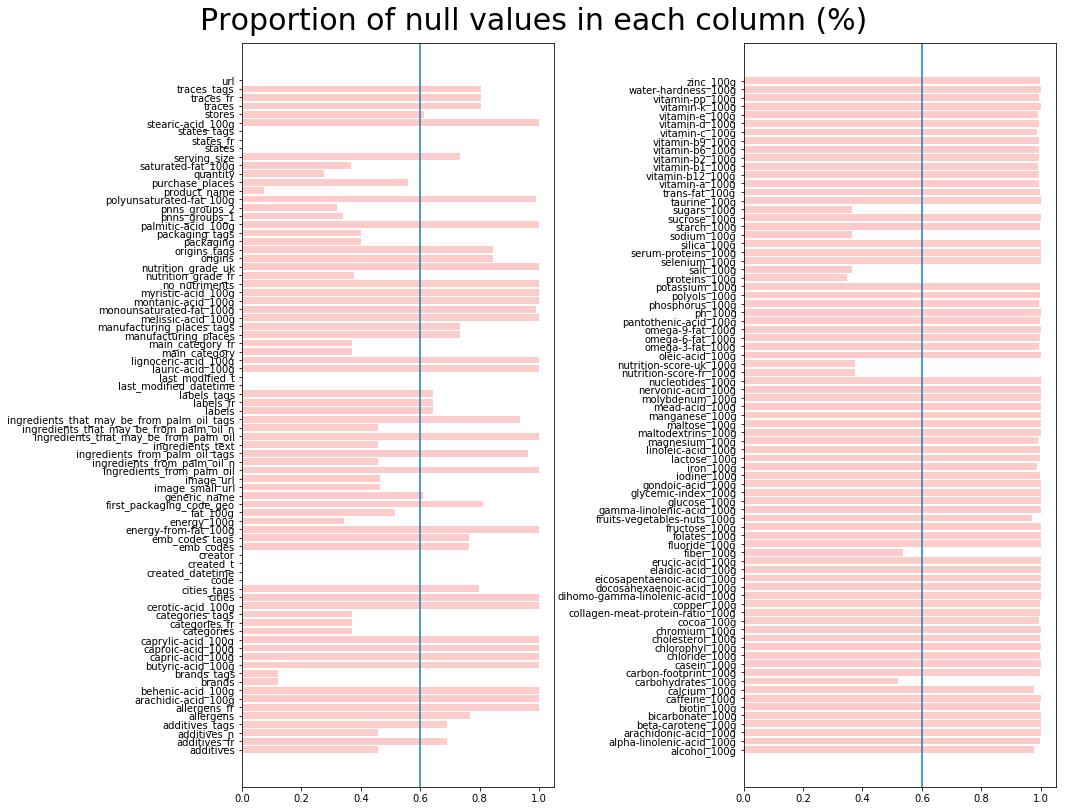 Proportion of null values in each column (%)
url
traces_tags
traces_fr
traces
stores
stearic-acid_100g
states_tags
states_fr
states
serving_size
saturated-fat_100g
quantity
purchase_places
product_name
polyunsaturated-fat_100g
pnns_groups_2
pnns_groups_1
palmitic-acid_100g
packaging_tags
packaging
origins_tags
origins
nutrition_grade_uk
nutrition_grade_fr
no_nutriments
myristic-acid_100g
montanic-acid_100g
monounsaturated-fat_100g
melissic-acid_100g
manufacturing_places_tags
manufacturing_places
main_category_fr
main_category
lignoceric-acid_100g
lauric-acid_100g
last_modified_t
last_modified_datetime
labels_tags
labels_fr
labels
ingredients_that_may_be_from_palm_oil_tags
ingredients_that_may_be_from_palm_oil_n
ingredients_that_may_be_from_palm_oil
ingredients_text
ingredients_from_palm_oil_tags
ingredients_from_palm_oil_n
ingredients_from_palm_oil
image_url
image_small_url
generic_name
first_packaging_code_geo
fat_100g
energy_100g
energy-from-fat_100g
emb_codes_tags
emb_codes
creator
created_t
created_datetime
code
cities_tags
cities
cerotic-acid_100g
categories_tags
categories_fr
categories
caprylic-acid_100g
caproic-acid_100g
capric-acid_100g
butyric-acid_100g
brands_tags
brands
behenic-acid_100g
arachidic-acid_100g
allergens_fr
allergens
additives_tags
additives_n
additives_fr
additives
0.0 0.2 0.4 0.6 0.8 1.0
zinc_100g
water-hardness_100g
vitamin-pp_100g
vitamin-k_100g
vitamin-e_100g
vitamin-d_100g
vitamin-c_100g
vitamin-b9_100g
vitamin-b6_100g
vitamin-b2_100g
vitamin-b1_100g
vitamin-b12_100g
vitamin-a_100g
trans-fat_100g
taurine_100g
sugars_100g
sucrose_100g
starch_100g
sodium_100g
silica_100g
serum-proteins_100g
selenium_100g
salt_100g
proteins_100g
potassium_100g
polyols_100g
phosphorus_100g
ph_100g
pantothenic-acid_100g
omega-9-fat_100g
omega-6-fat_100g
omega-3-fat_100g
oleic-acid_100g
nutrition-score-uk_100g
nutrition-score-fr_100g
nucleotides_100g
nervonic-acid_100g
molybdenum_100g
mead-acid_100g
manganese_100g
maltose_100g
maltodextrins_100g
magnesium_100g
linoleic-acid_100g
lactose_100g
iron_100g
iodine_100g
gondoic-acid_100g
glycemic-index_100g
glucose_100g
gamma-linolenic-acid_100g
fruits-vegetables-nuts_100g
fructose_100g
folates_100g
fluoride_100g
fiber_100g
erucic-acid_100g
elaidic-acid_100g
eicosapentaenoic-acid_100g
docosahexaenoic-acid_100g
dihomo-gamma-linolenic-acid_100g
copper_100g
collagen-meat-protein-ratio_100g
cocoa_100g
chromium_100g
cholesterol_100g
chlorophyl_100g
chloride_100g
casein_100g
carbon-footprint_100g
carbohydrates_100g
calcium_100g
caffeine_100g
biotin_100g
bicarbonate_100g
beta-carotene_100g
arachidonic-acid_100g
alpha-linolenic-acid_100g
alcohol_100g
0.0 0.2 0.4 0.6 0.8 1.0